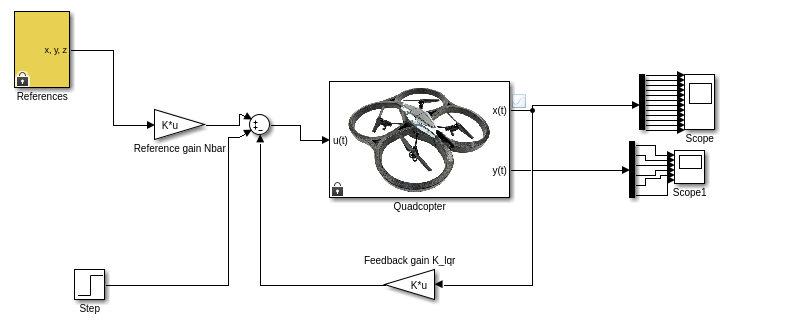 x, y, z
References
K*u
Reference gain Nbar
u(t)
x(t)
y(t)
Quadcopter
Scope
Scope1
Feedback gain K_lqr
K*u
Step